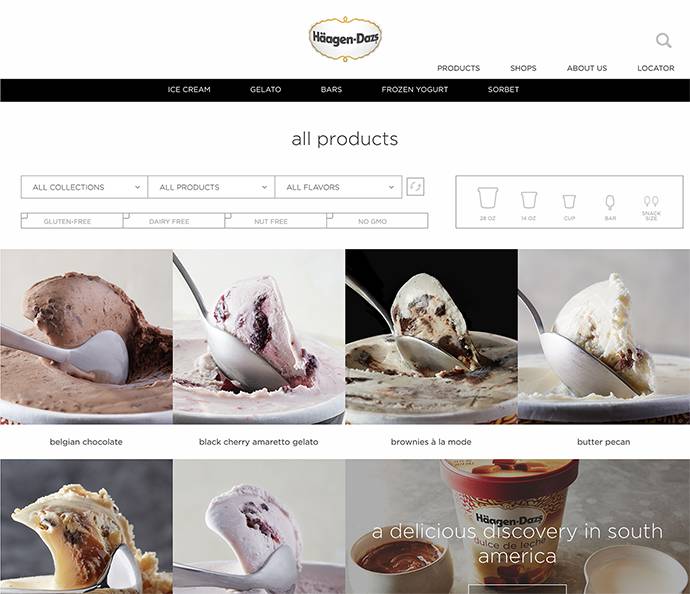 Häagen-Dazs
PRODUCTS SHOPS ABOUT US LOCATOR
ICE CREAM GELATO BARS FROZEN YOGURT SORBET
all products
ALL COLLECTIONS ALL PRODUCTS ALL FLAVORS
28 OZ 14 OZ CUP BAR SNACK SIZE
GLUTEN-FREE DAIRY FREE NUT FREE NO GMO
belgian chocolate black cherry amaretto gelato brownies à la mode butter pecan
Häagen-Dazs
a delicious discovery in south
dulce de leche
america